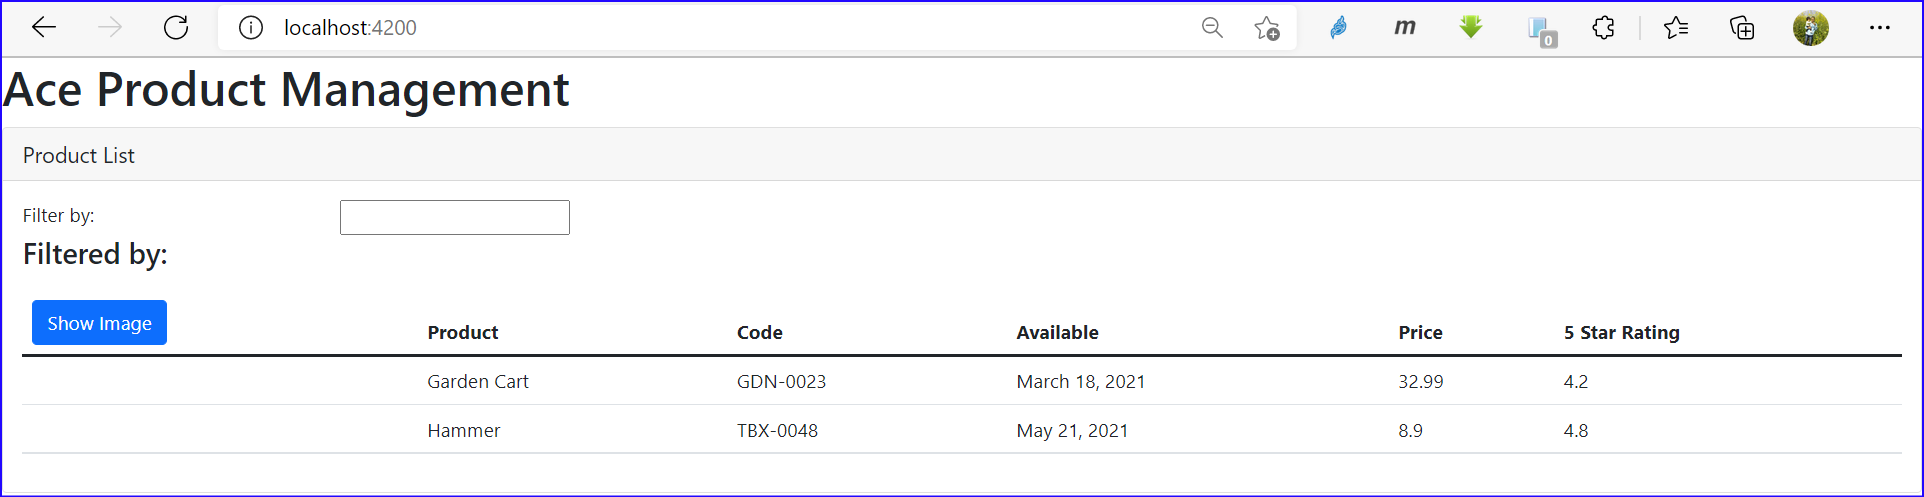 localhost:4200
m
0
Ace Product Management
Product List
Filter by:
Filtered by:
Show Image Product Code Available Price 5 Star Rating
Garden Cart GDN-0023 March 18, 2021 32.99 4.2
Hammer TBX-0048 May 21, 2021 8.9 4.8